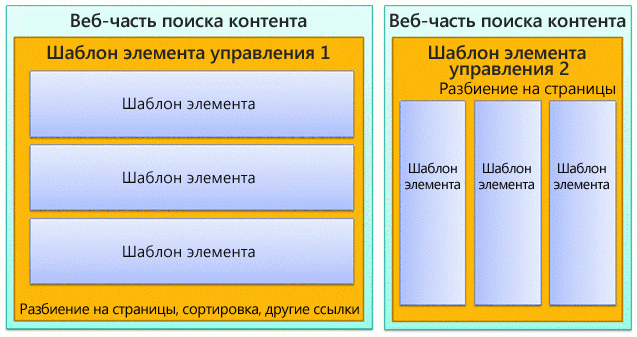 Веб-часть поиска контента
Шаблон элемента управления 1
Шаблон элемента
Шаблон элемента
Шаблон элемента
Разбиение на страницы, сортировка, другие ссылки
Веб-часть поиска контента
Шаблон элемента
управления 2
Разбиение на страницы
Шаблон
элемента
Шаблон
элемента
Шаблон
элемента